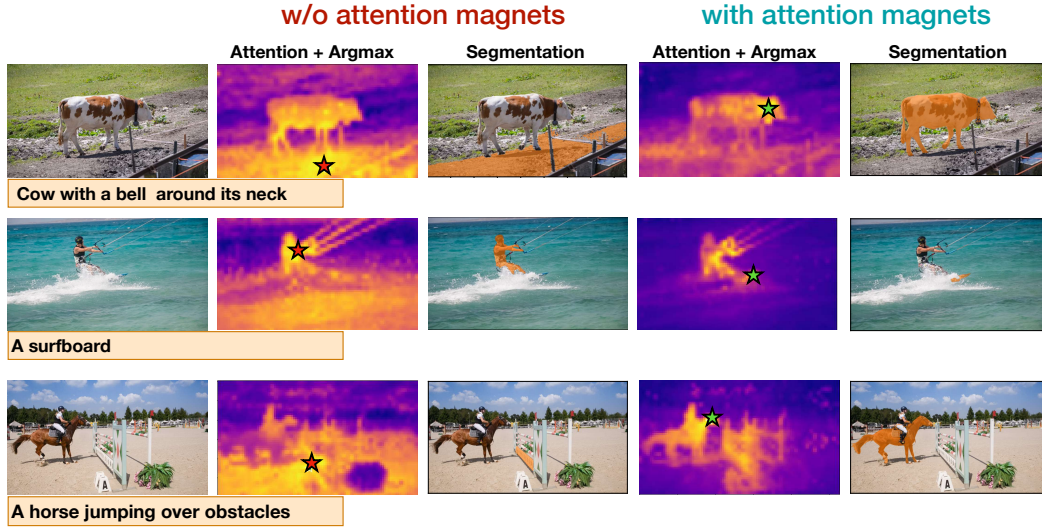 w/o attention magnets
with attention magnets
Attention + Argmax
Segmentation
Attention + Argmax
Segmentation
Cow with a bell around its neck
A surfboard
A
A
A
A horse jumping over obstacles